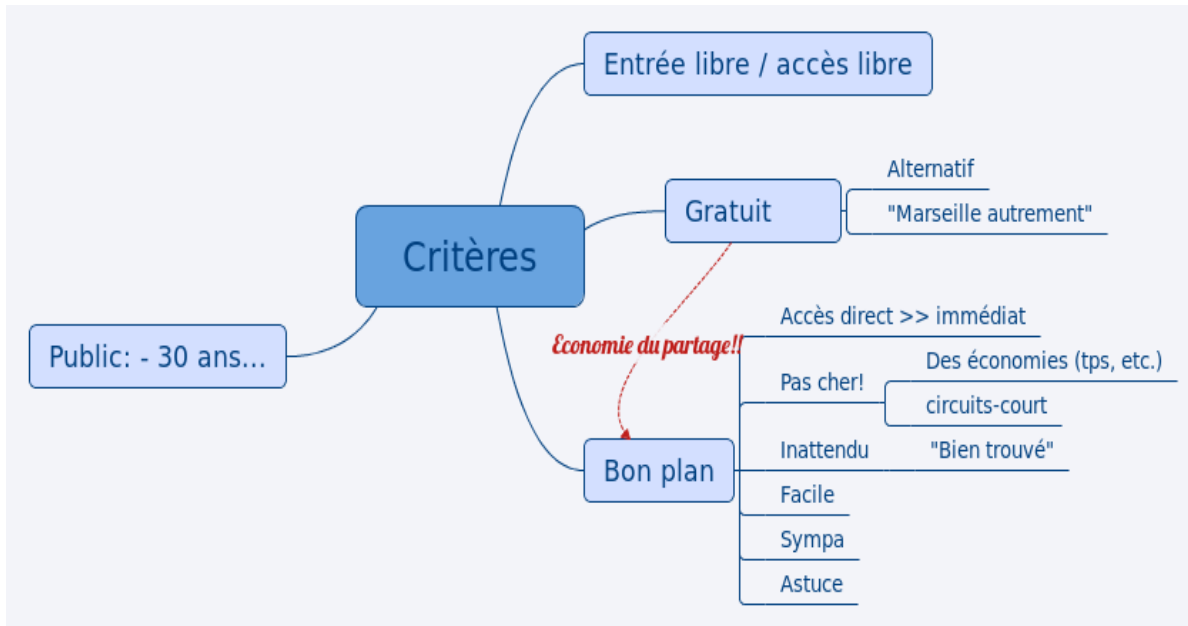 Entrée libre / accès libre
Alternatif
Gratuit
"Marseille autrement"
Critères
Accès direct >> immédiat
Economie du partage!!
Public: - 30 ans...
Des économies (tps, etc.)
Pas cher!
circuits-court
Inattendu
"Bien trouvé"
Bon plan
Facile
Sympa
Astuce